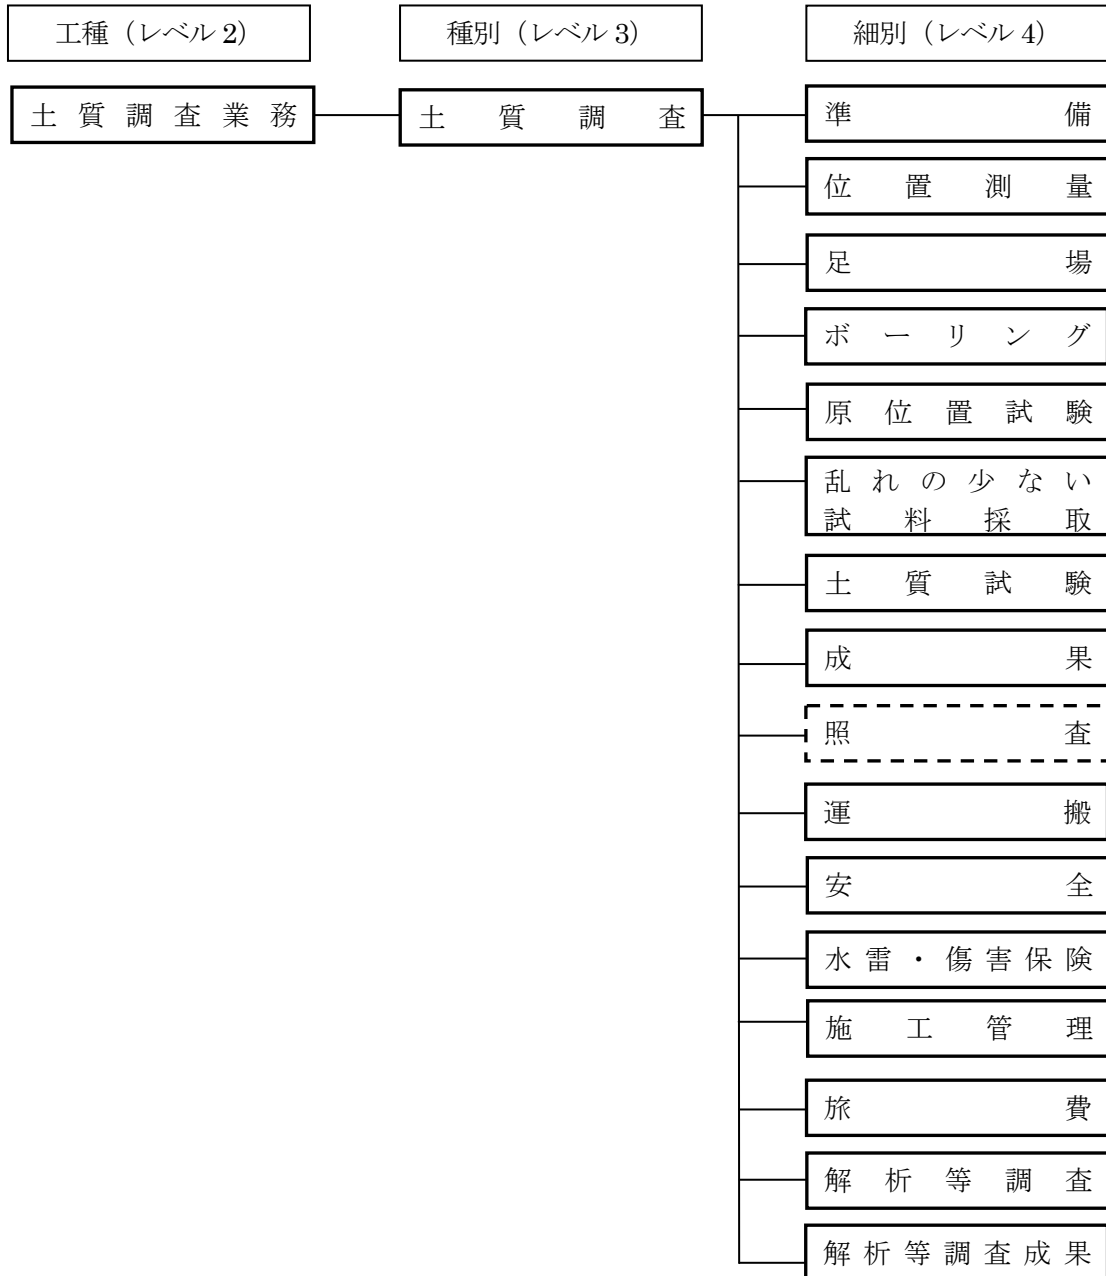 工種（レベル 2）
種別（レベル 3）
細別（レベル 4）
土質調査業務
土質調査
準備
位置測量
足場
ボーリング
原位置試験
乱れの少ない
試料採取
土質試験
成果
照査
運搬
安全
水雷・傷害保険
施工管理
旅費
解析等調査
解析等調査成果